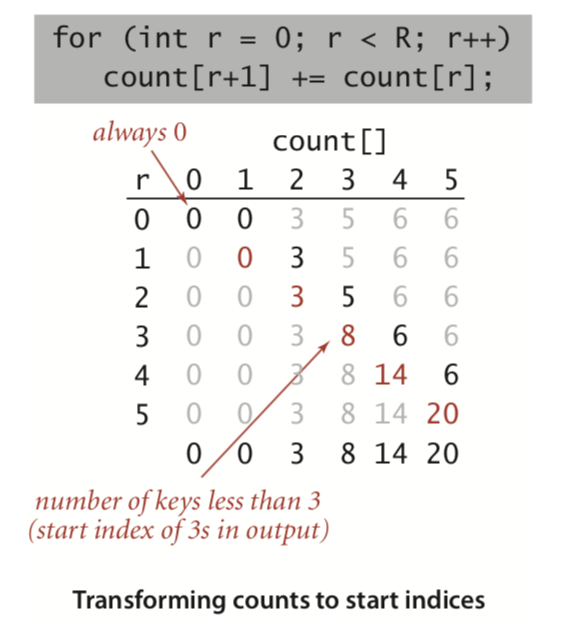 for (int r = 0; r < R; r++)
count[r+1] += count[r];
always 0
count[]
r 0 1 2 3 4 5
0 0 0 3 5 6 6
1 0 0 3 5 6 6
2 0 0 3 5 6 6
3 0 0 3 8 6 6
4 0 0 3 8 14 6
5 0 0 3 8 14 20
0 0 3 8 14 20
number of keys less than 3
(start index of 3s in output)
Transforming counts to start indices